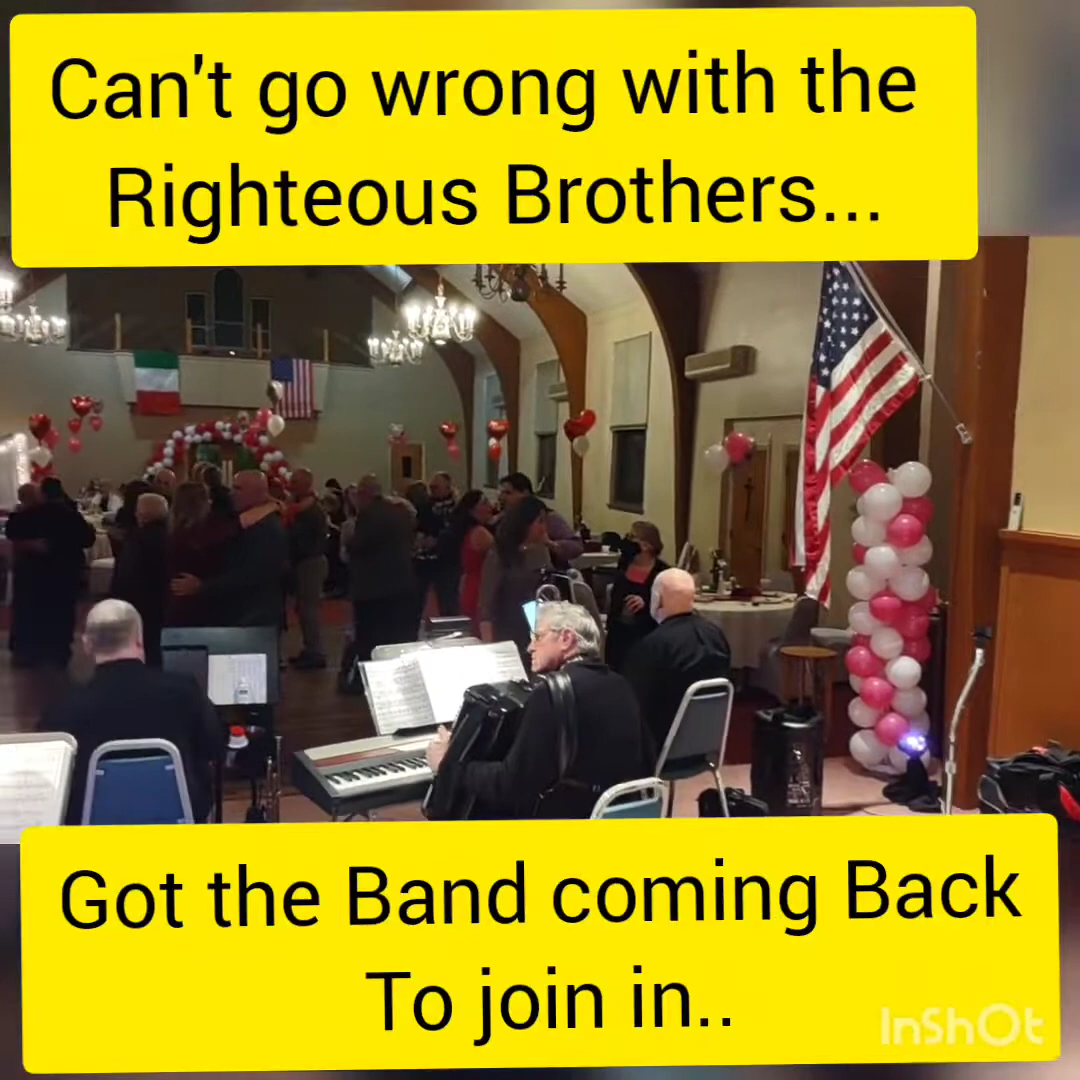 Can't go wrong with the
Righteous Brothers...
Got the Band coming Back
To join in..
InShOt